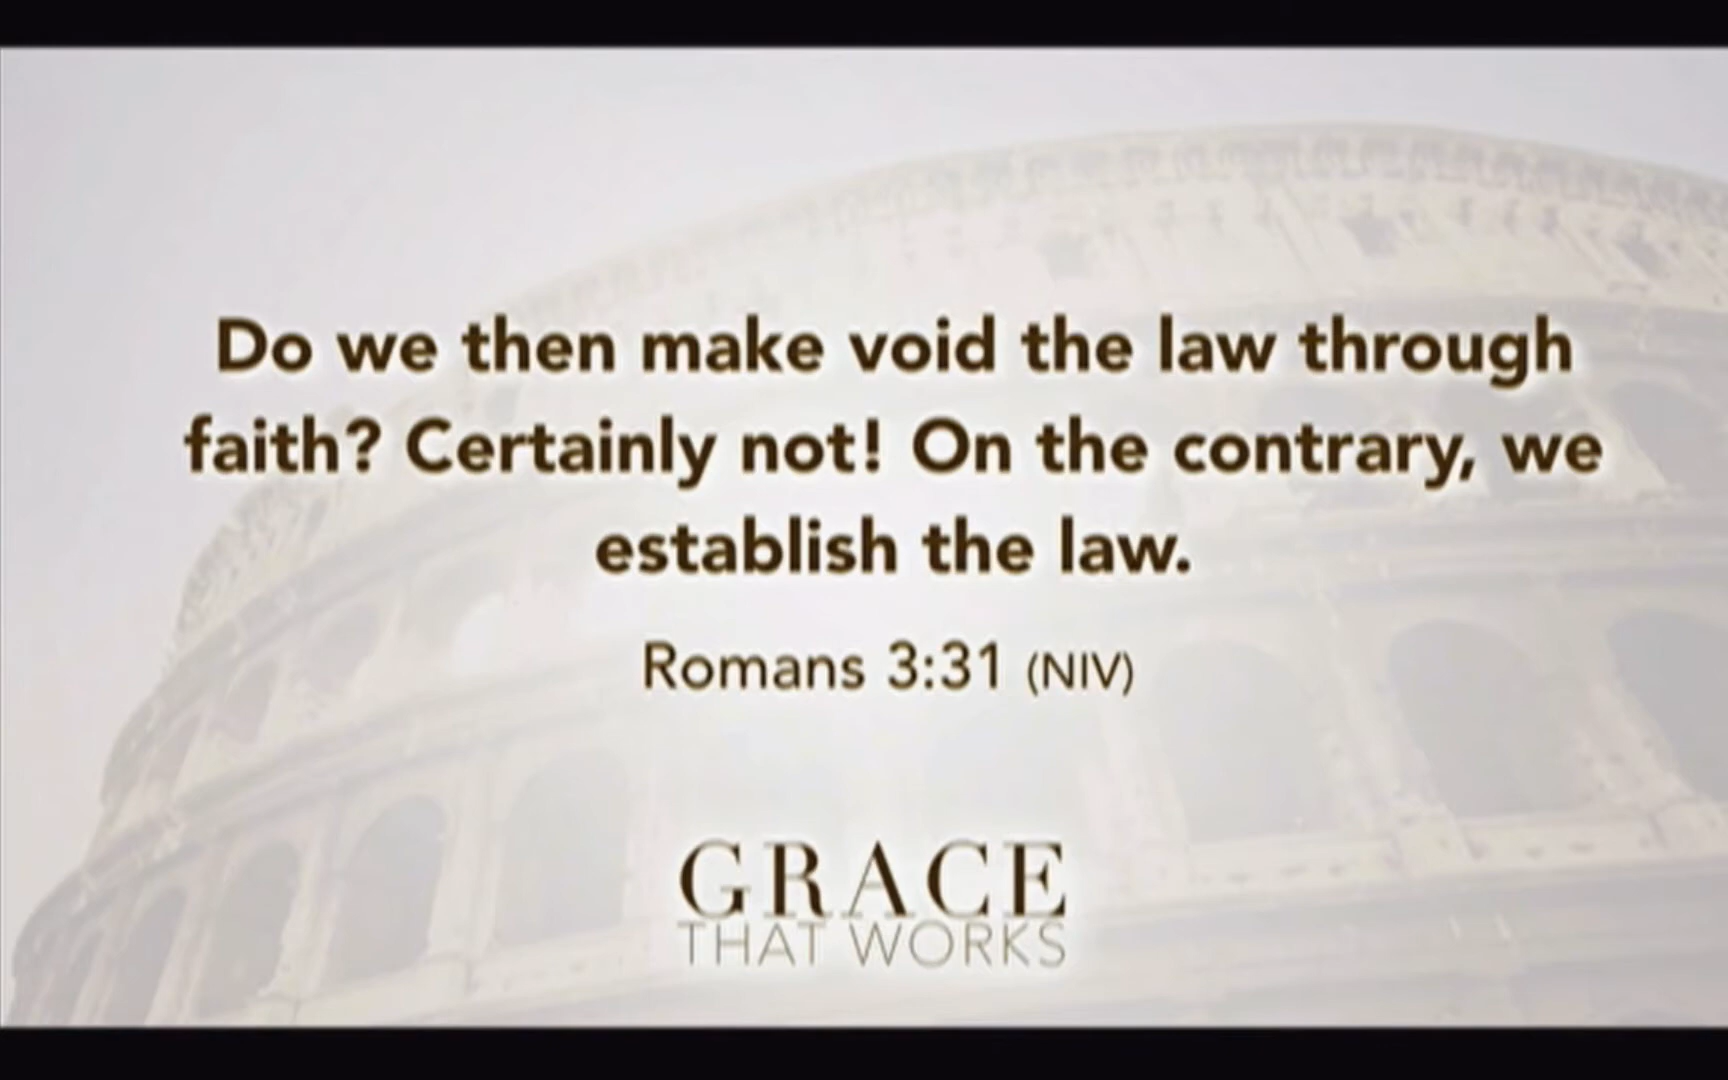 Do we then make void the law through
faith? Certainly not! On the contrary, we
establish the law.
Romans 3:31 (NIV)
GRACE
THAT WORKS